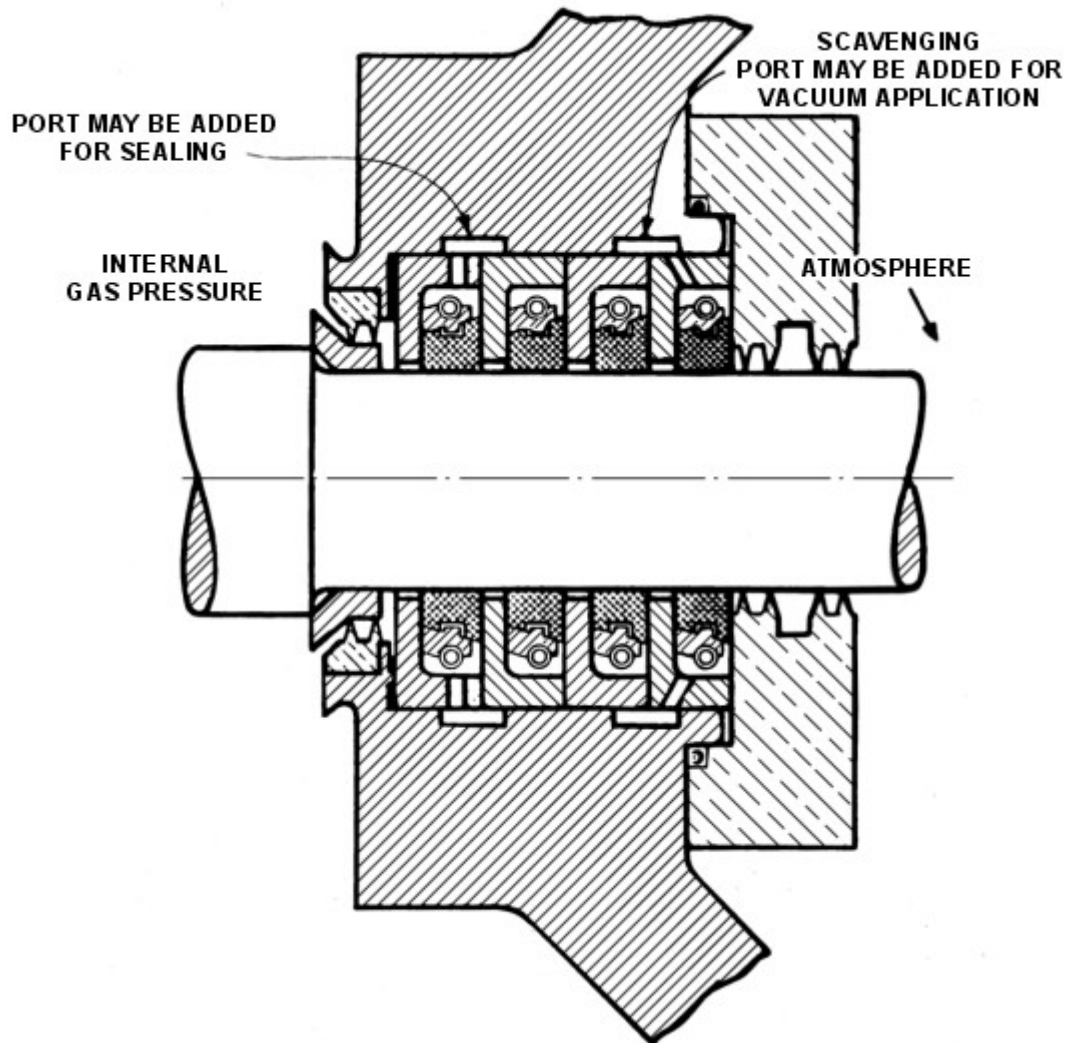 SCAVENGING
PORT MAY BE ADDED FOR
VACUUM APPLICATION
PORT MAY BE ADDED
FOR SEALING
INTERNAL
GAS PRESSURE
ATMOSPHERE